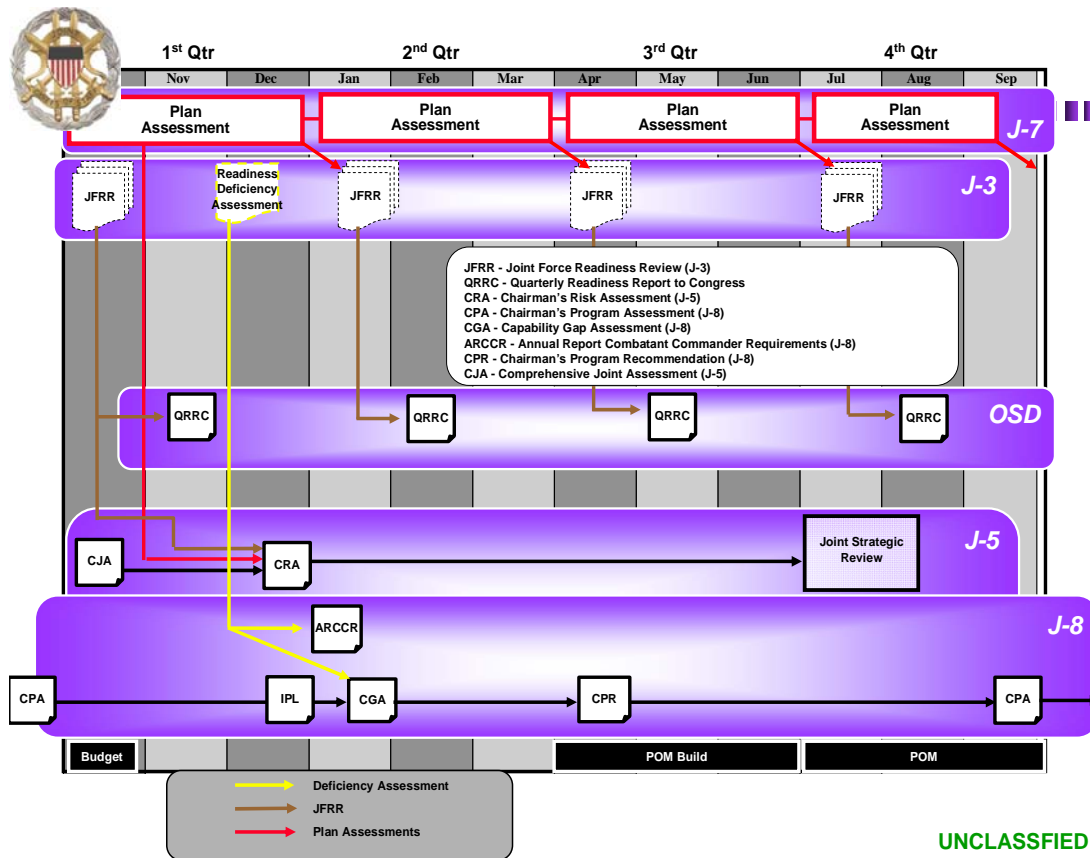 1st Qtr 2nd Qtr 3rd Qtr 4th Qtr
Nov Dec Jan Feb Mar Apr May Jun Jul Aug Sep
Plan
Assessment
Plan
Assessment
Plan
Assessment
Plan
Assessment
J-7
JFRR
Readiness
Deficiency
Assessment
JFRR
JFRR
JFRR
J-3
JFRR - Joint Force Readiness Review (J-3)
QRRC - Quarterly Readiness Report to Congress
CRA - Chairman's Risk Assessment (J-5)
CPA - Chairman's Program Assessment (J-8)
CGA - Capability Gap Assessment (J-8)
ARCCR - Annual Report Combatant Commander Requirements (J-8)
CPR - Chairman's Program Recommendation (J-8)
CJA - Comprehensive Joint Assessment (J-5)
QRRC QRRC QRRC QRRC
OSD
CJA
CRA
Joint Strategic
Review
J-5
ARCCR
J-8
CPA IPL CGA CPR CPA
Budget POM Build POM
Deficiency Assessment
JFRR
Plan Assessments
UNCLASSFIED